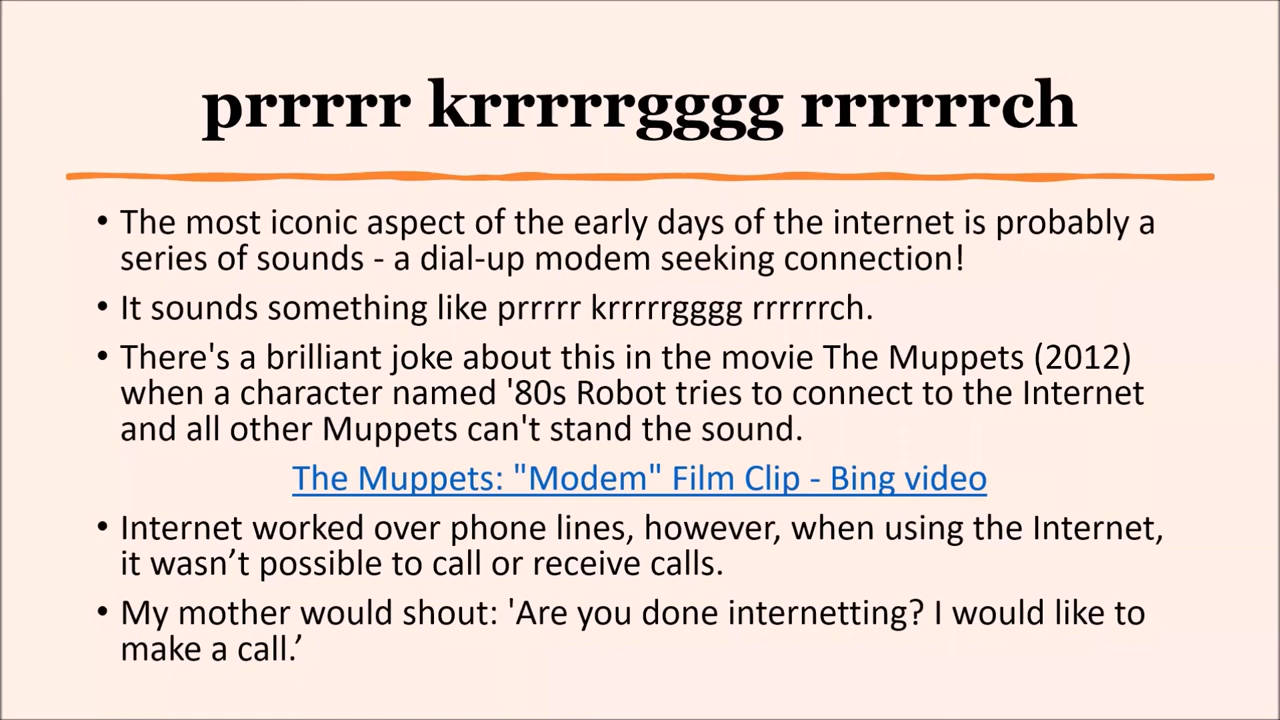 prrrrr krrrrrgggg rrrrrrch
• The most iconic aspect of the early days of the internet is probably a
series of sounds - a dial-up modem seeking connection!
• It sounds something like prrrrr krrrrrgggg rrrrrrch.
• There's a brilliant joke about this in the movie The Muppets (2012)
when a character named '80s Robot tries to connect to the Internet
and all other Muppets can't stand the sound.
The Muppets: "Modem" Film Clip - Bing video
• Internet worked over phone lines, however, when using the Internet,
it wasn’t possible to call or receive calls.
• My mother would shout: 'Are you done internetting? I would like to
make a call.’